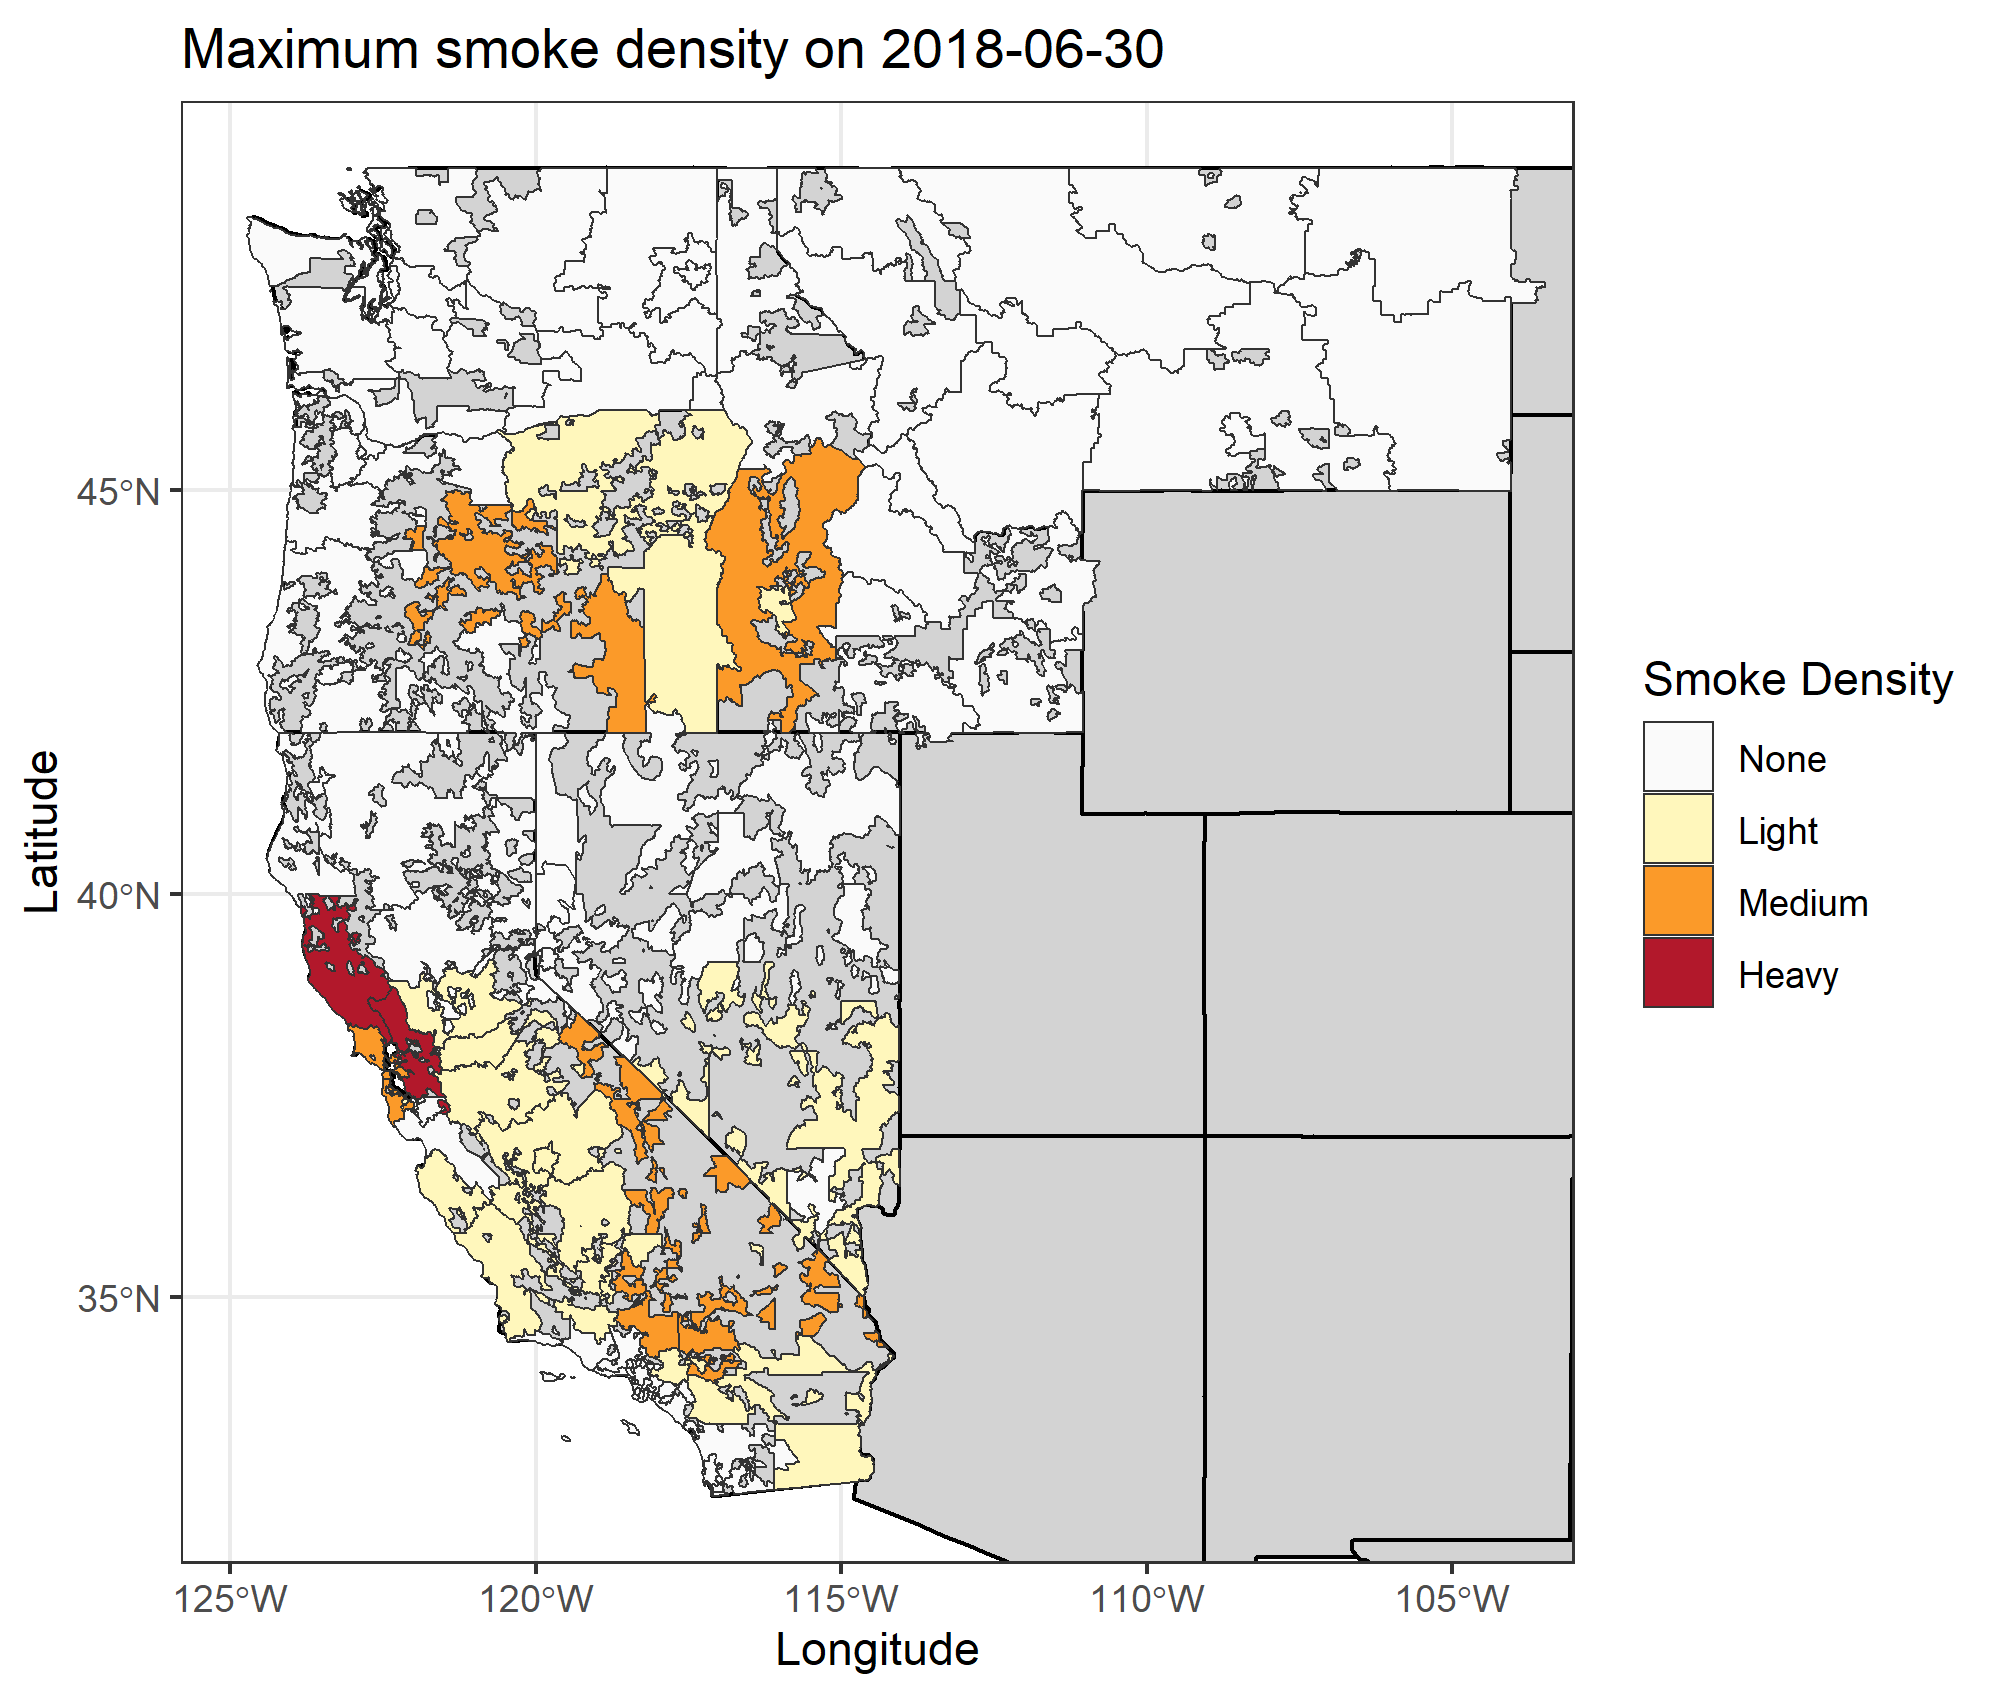 Maximum smoke density on 2018-06-30
Latitude
45°N
40°N
35°N
125°W
120°W
115°W
110°W
105°W
Longitude
Smoke Density
None
Light
Medium
Heavy